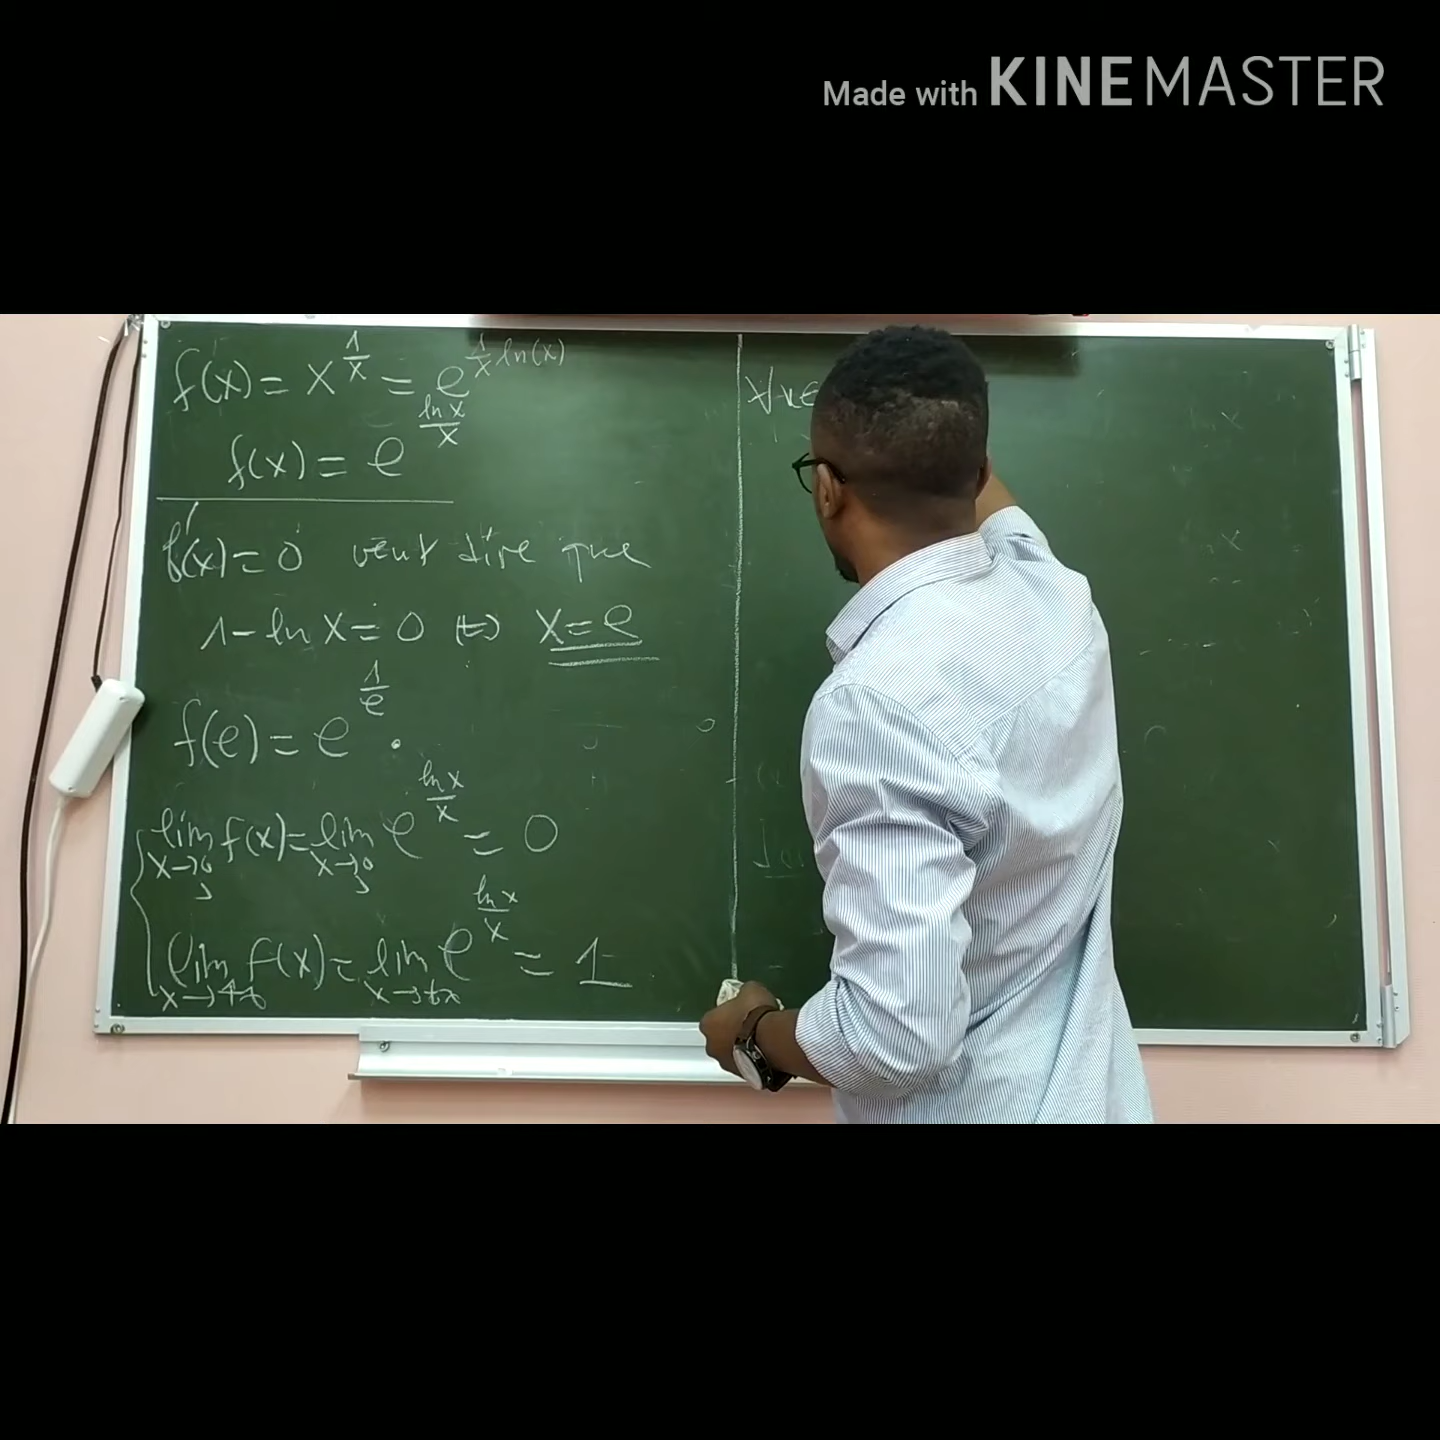 Made with KINEMASTER
f(x) = x^{1/x} = e^{1/x ln(x)}
f(x) = e^{ln x/x}
f'(x) = 0 veut dire que
1 - ln x = 0 ⇔ x = e
f(e) = e^{1/e}.
lim_{x→0} f(x) = lim_{x→0} e^{ln x/x} = 0
lim_{x→+∞} f(x) = lim_{x→+∞} e^{ln x/x} = 1
∀x∈